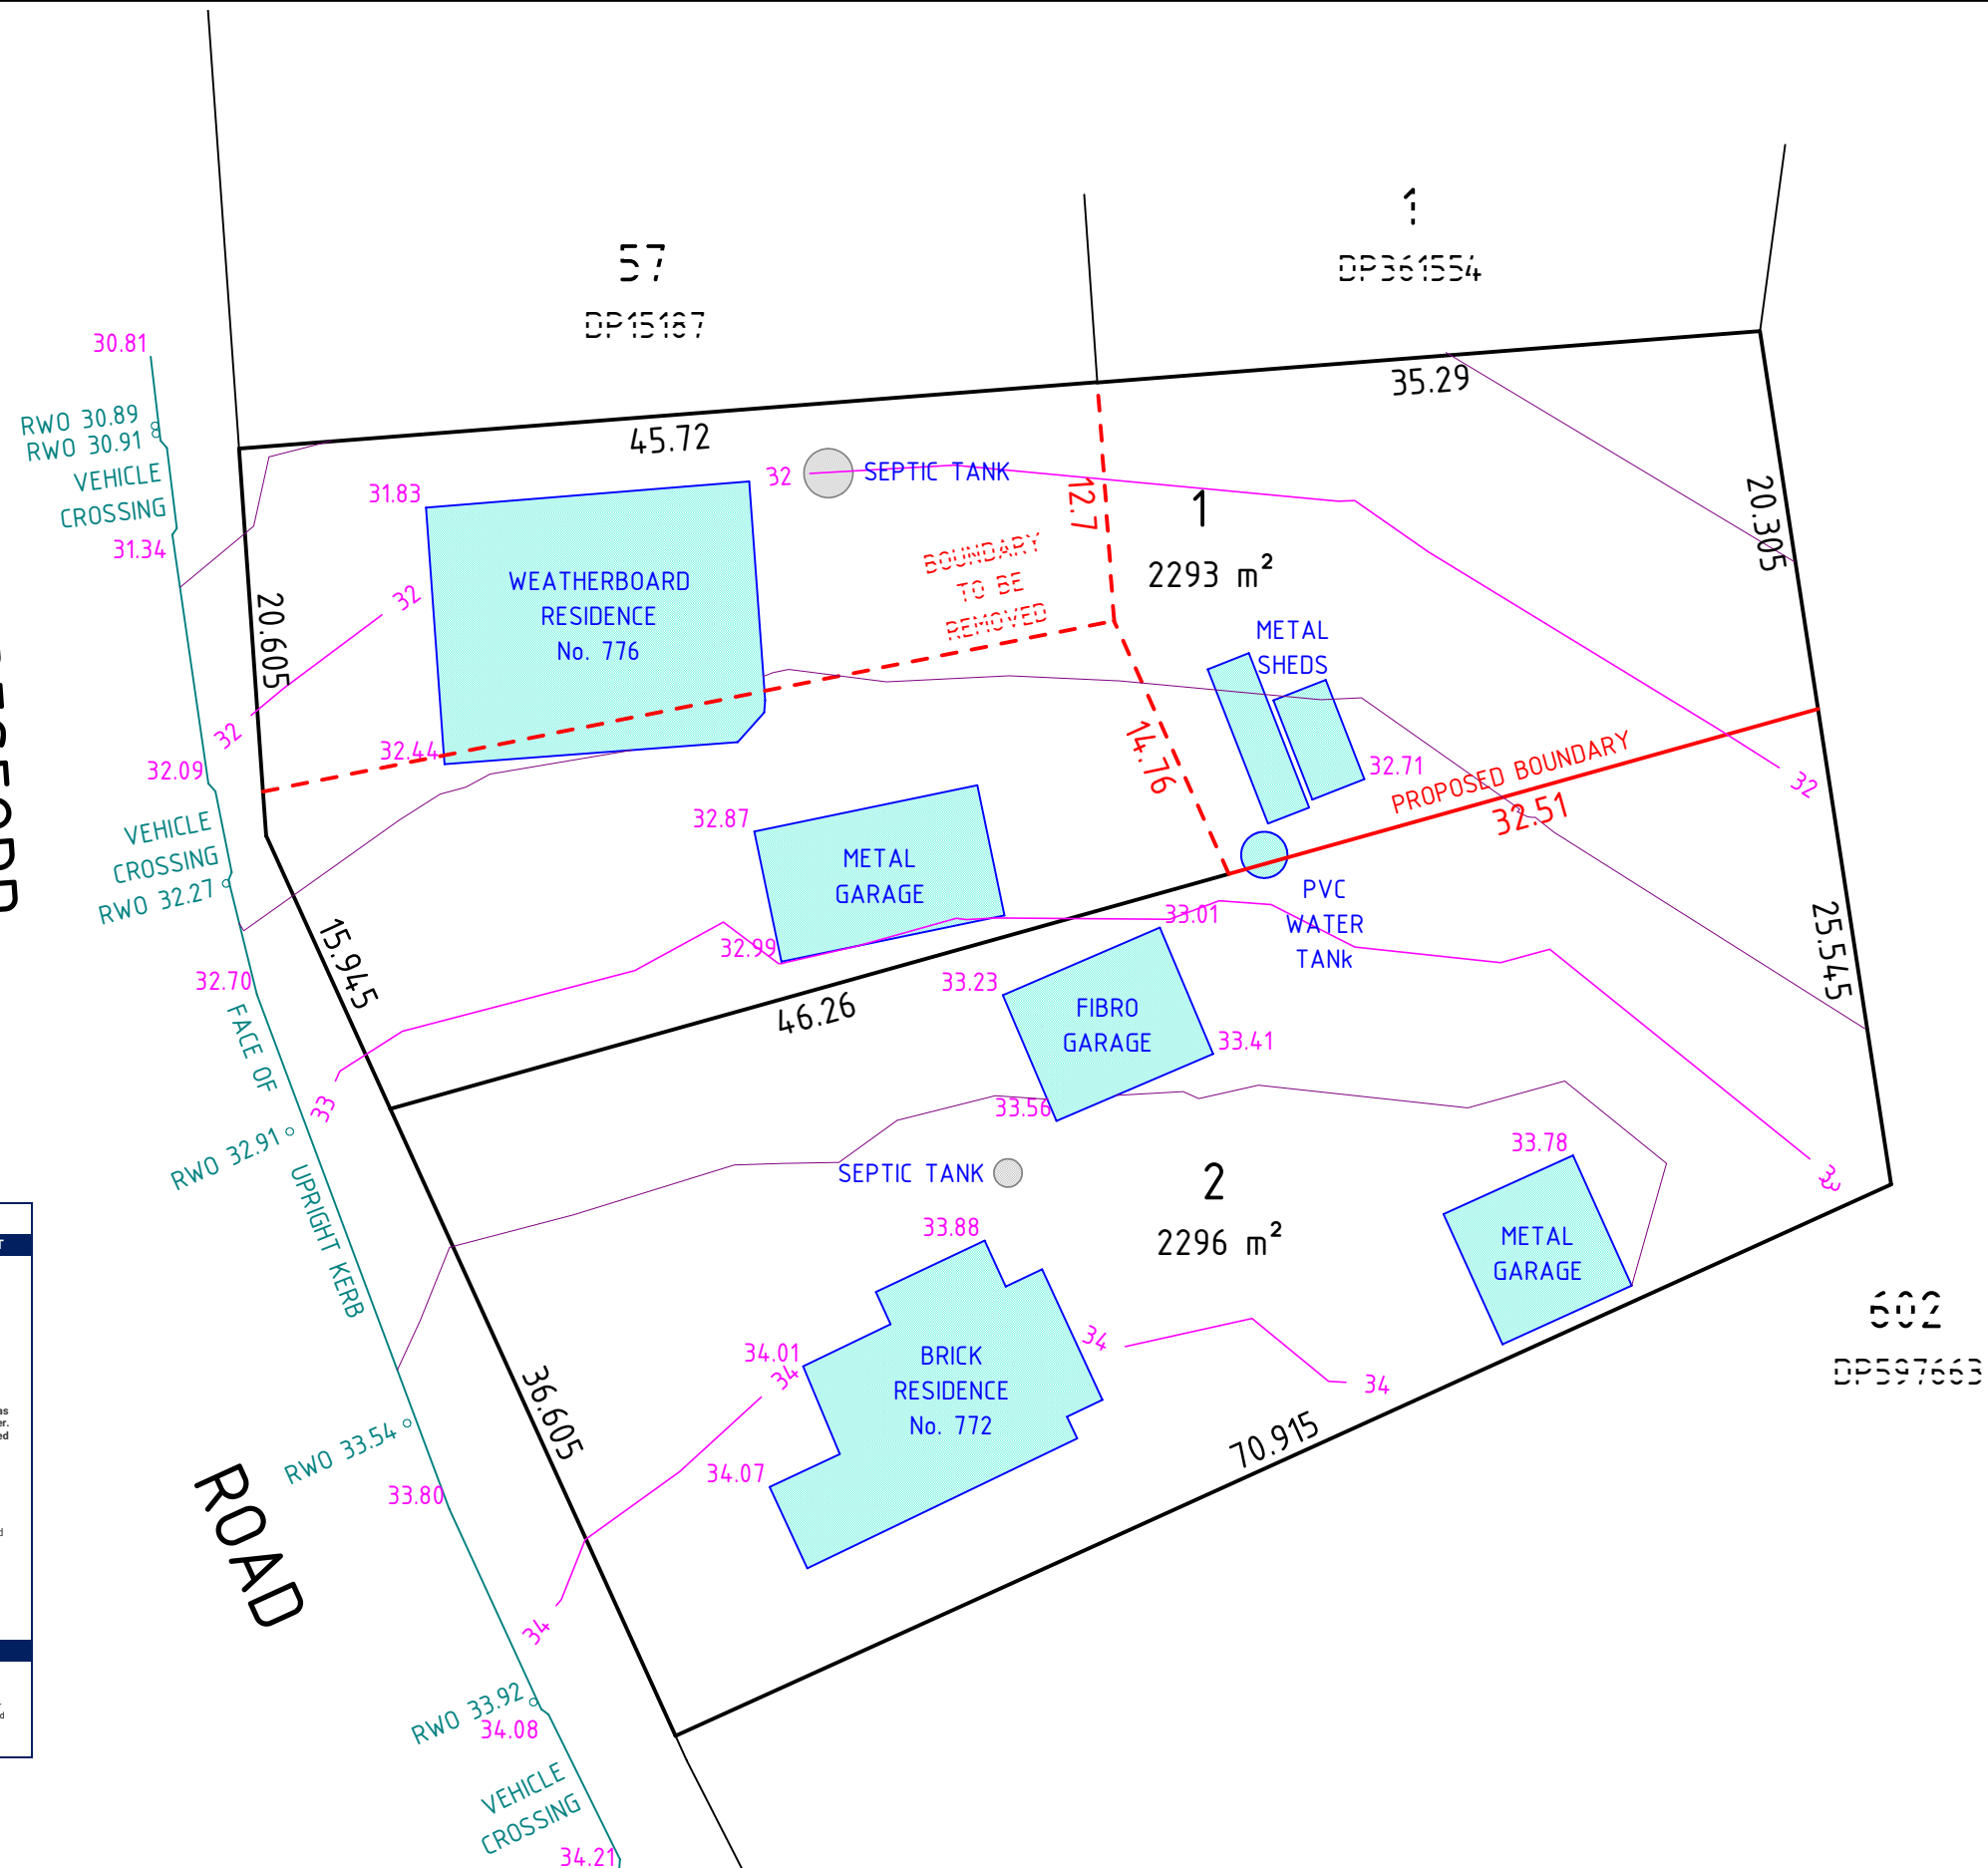 57
DP15187
1
DP361554
30.81
RWO 30.89
RWO 30.91
VEHICLE
CROSSING
31.34
45.72
35.29
32
SEPTIC TANK
31.83
12.7
1
2293 m²
20.305
BOUNDARY
TO BE
REMOVED
WEATHERBOARD
RESIDENCE
No. 776
32
20.605
32
METAL
SHEDS
32.44
32.09
14.76
32.71
PROPOSED BOUNDARY
32.51
32
VEHICLE
CROSSING
RWO 32.27
32.87
METAL
GARAGE
PVC
WATER
TANk
33.01
32.99
15.945
25.545
32.70
33.23
46.26
FIBRO
GARAGE
33.41
FACE OF
33
33.56
RWO 32.91
UPRIGHT KERB
SEPTIC TANK
2
2296 m²
33.78
33
METAL
GARAGE
33.88
602
DP597663
34.01
34
BRICK
RESIDENCE
No. 772
34
34
36.605
34.07
70.915
RWO 33.54
33.80
ROAD
34
RWO 33.92
34.08
VEHICLE
CROSSING
34.21